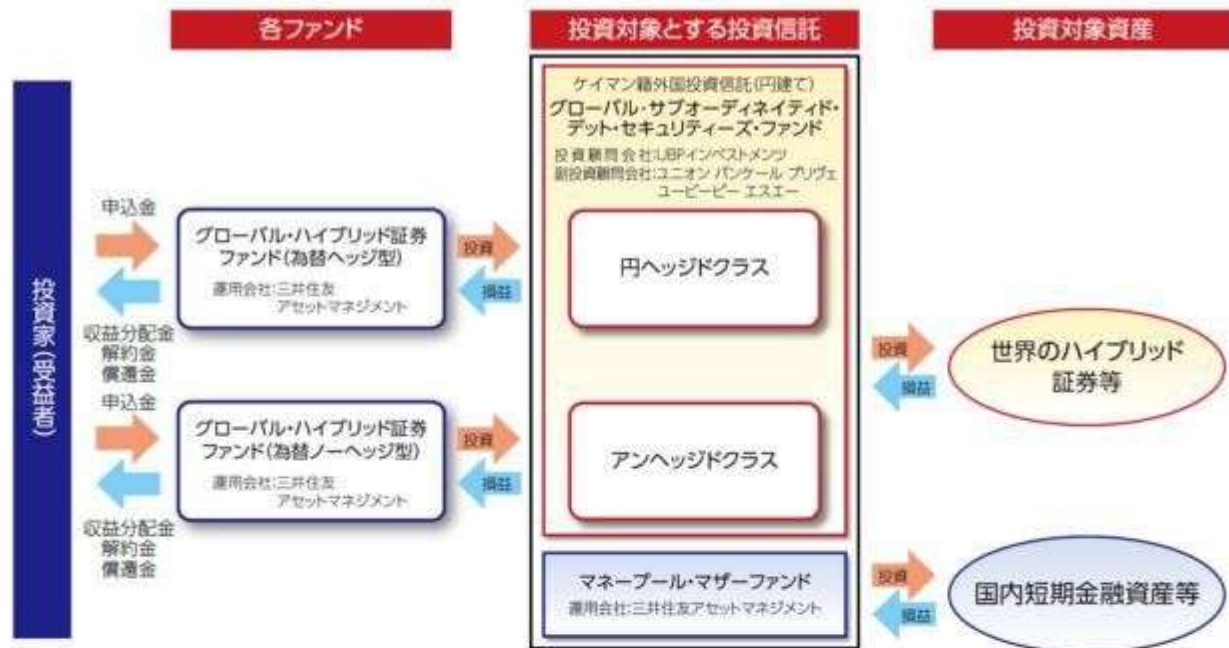 各ファンド
投資対象とする投資信託
投資対象資産
投資家(受益者)
申込金
収益分配金
解約金
償還金
グローバル・ハイブリッド証券
ファンド(為替ヘッジ型)
運用会社:三井住友
アセットマネジメント
投資
損益
ケイマン籍外国投資信託(円建て)
グローバル・サブオーディネイティド・
デット・セキュリティーズ・ファンド
投資顧問会社:UBPインベストメンツ
副投資顧問会社:ユニオン バンケール プリヴェ
ユービーピー エスエー
円ヘッジドクラス
投資
損益
世界のハイブリッド
証券等
申込金
収益分配金
解約金
償還金
グローバル・ハイブリッド証券
ファンド(為替ノーヘッジ型)
運用会社:三井住友
アセットマネジメント
投資
損益
アンヘッジドクラス
マネープール・マザーファンド
運用会社:三井住友アセットマネジメント
投資
損益
国内短期金融資産等